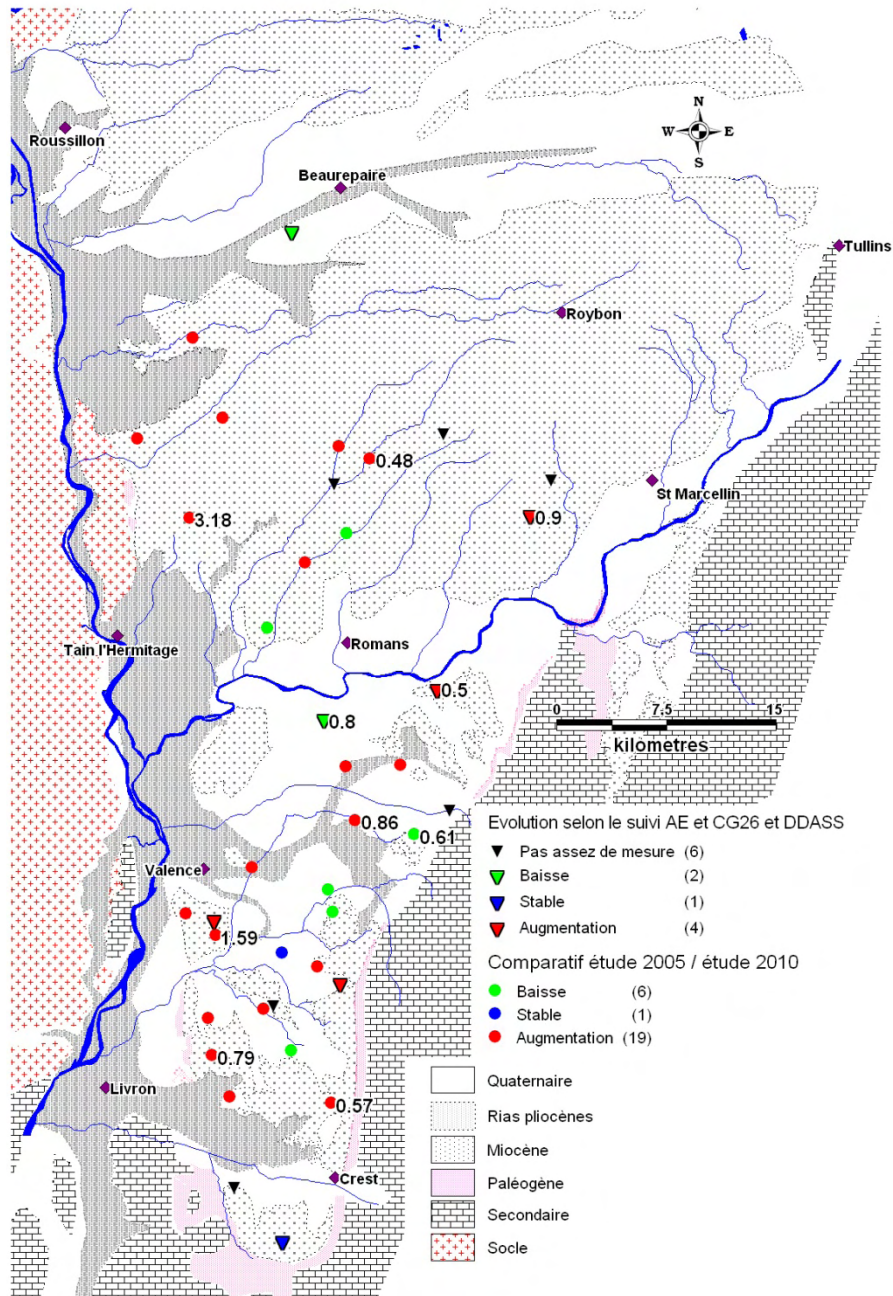 N
W E
S
Roussillon
Beaurepaire
Tullins
Roybon
0.48
St Marcellin
3.18
0.9
Tain l'Hermitage
Romans
0.5
0.8
0 7.5 15
kilometres
0.86
0.61
Valence
1.59
0.79
Livron
0.57
Crest
Evolution selon le suivi AE et CG26 et DDASS
Pas assez de mesure (6)
Baisse (2)
Stable (1)
Augmentation (4)
Comparatif étude 2005 / étude 2010
Baisse (6)
Stable (1)
Augmentation (19)
Quaternaire
Rias pliocènes
Miocène
Paléogène
Secondaire
Socle